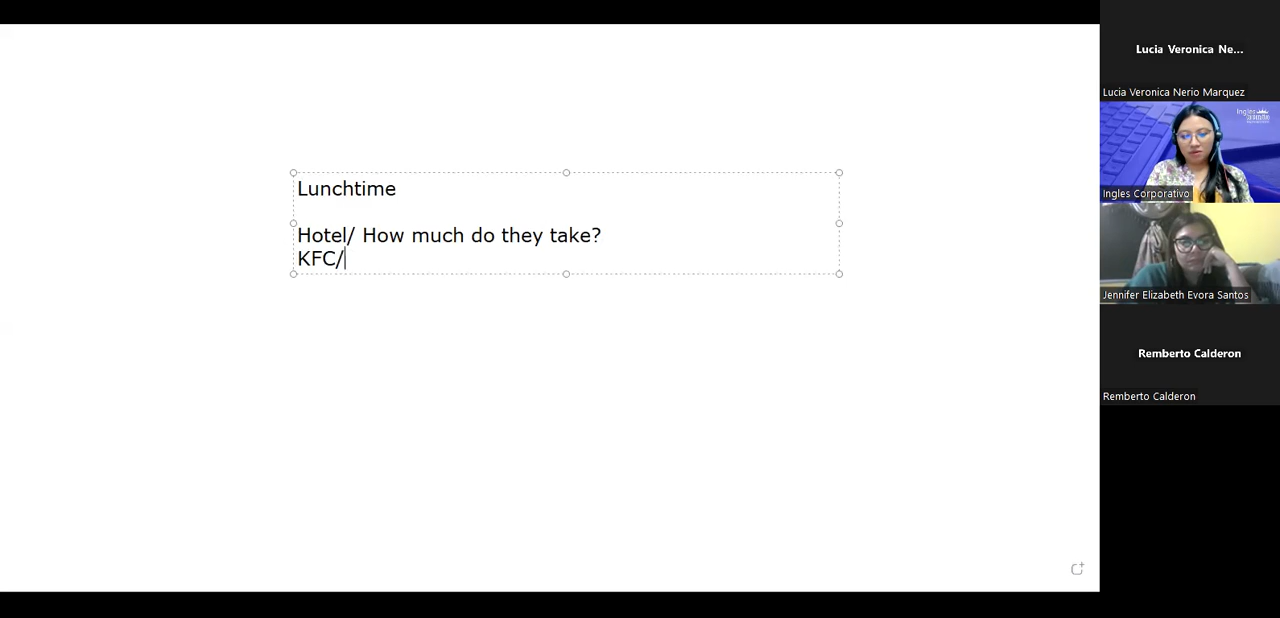 Lunchtime
Hotel/ How much do they take?
KFC/
Lucia Veronica Ne...
Lucia Veronica Nerio Marquez
Ingles
Ingles Corporativo
Jennifer Elizabeth Evora Santos
Remberto Calderon
Remberto Calderon